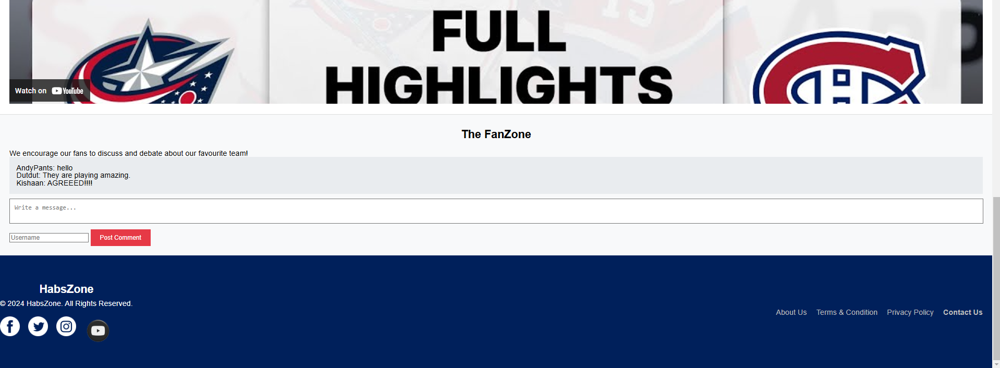 FULL
HIGHLIGHTS
Watch on YouTube
The FanZone
We encourage our fans to discuss and debate about our favourite team!
AndyPants: hello
Dutdut: They are playing amazing.
Kishaan: AGREEED!!!!
Write a message...
Username
Post Comment
HabsZone
© 2024 HabsZone. All Rights Reserved.
About Us Terms & Condition Privacy Policy Contact Us